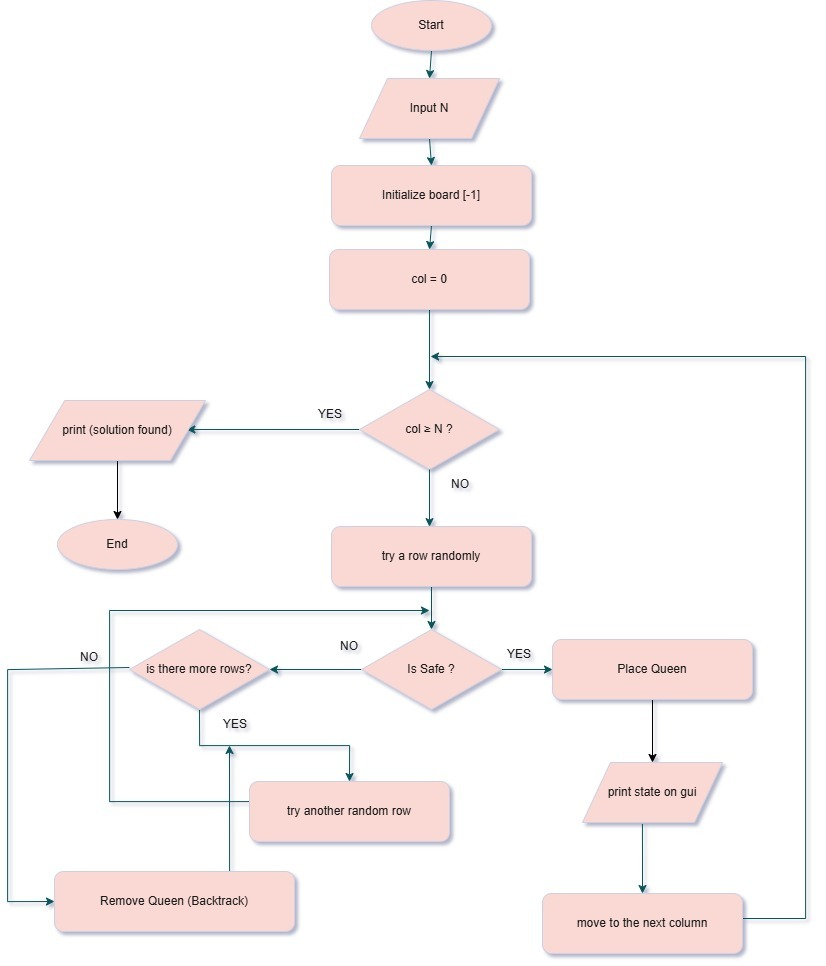 Start
Input N
Initialize board [-1]
col = 0
YES
print (solution found)
col ≥ N ?
NO
End
try a row randomly
NO
NO
YES
is there more rows?
Is Safe ?
Place Queen
YES
print state on gui
try another random row
Remove Queen (Backtrack)
move to the next column